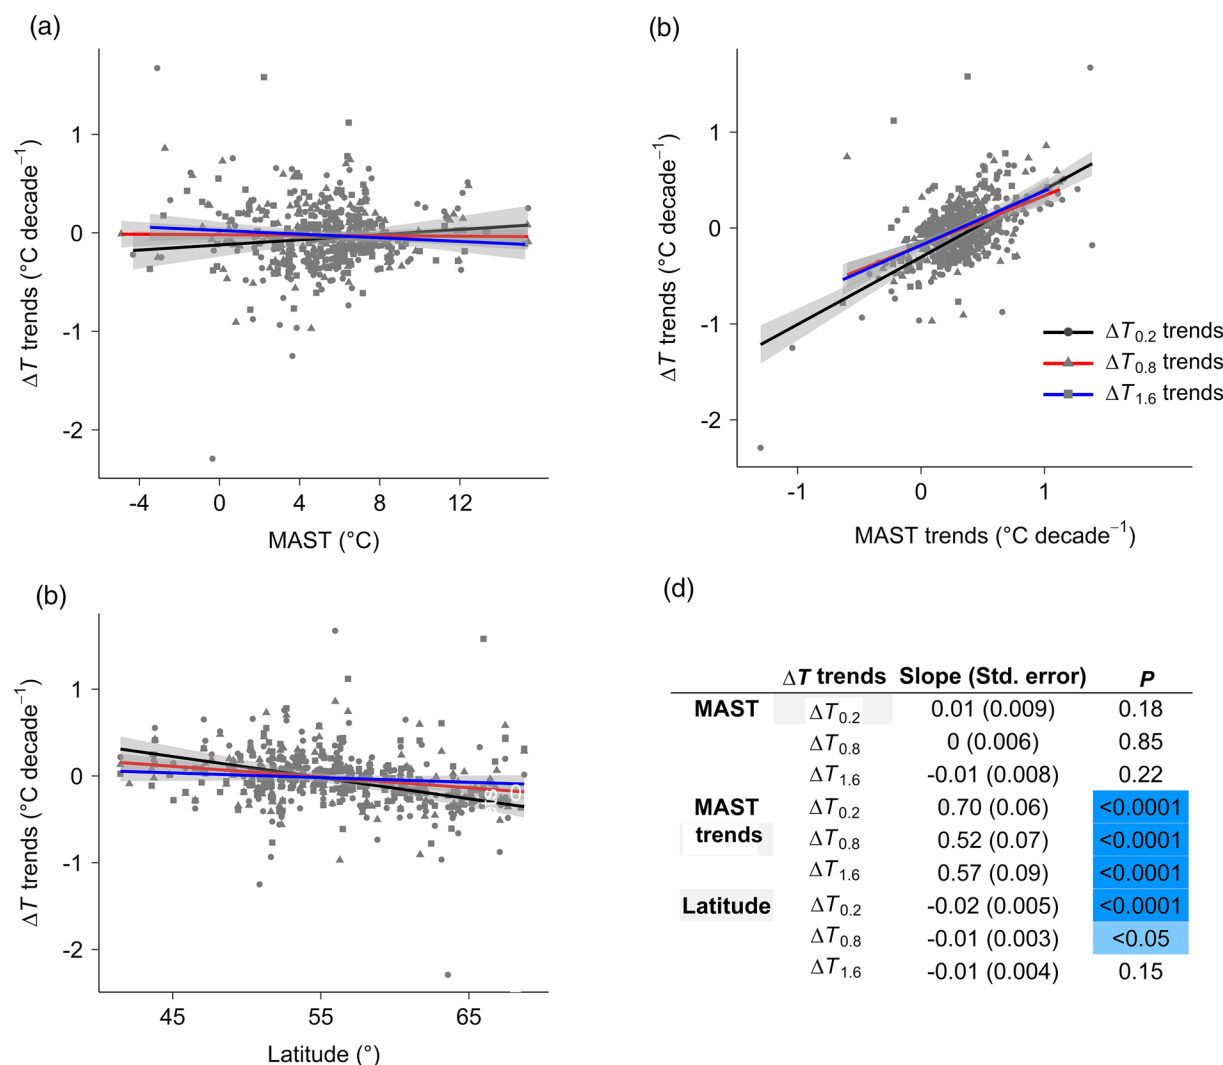 (a)
ΔT trends (°C decade⁻¹)
1
0
-1
-2
-4 0 4 8 12
MAST (°C)
(b)
ΔT trends (°C decade⁻¹)
1
0
-1
-2
-1 0 1
MAST trends (°C decade⁻¹)
ΔT₀.₂ trends
ΔT₀.₈ trends
ΔT₁.₆ trends
(b)
ΔT trends (°C decade⁻¹)
1
0
-1
-2
45 55 65
Latitude (°)
(d)
ΔT trends Slope (Std. error) P
MAST ΔT₀.₂ 0.01 (0.009) 0.18
ΔT₀.₈ 0 (0.006) 0.85
ΔT₁.₆ -0.01 (0.008) 0.22
MAST ΔT₀.₂ 0.70 (0.06) <0.0001
trends ΔT₀.₈ 0.52 (0.07) <0.0001
ΔT₁.₆ 0.57 (0.09) <0.0001
Latitude ΔT₀.₂ -0.02 (0.005) <0.0001
ΔT₀.₈ -0.01 (0.003) <0.05
ΔT₁.₆ -0.01 (0.004) 0.15